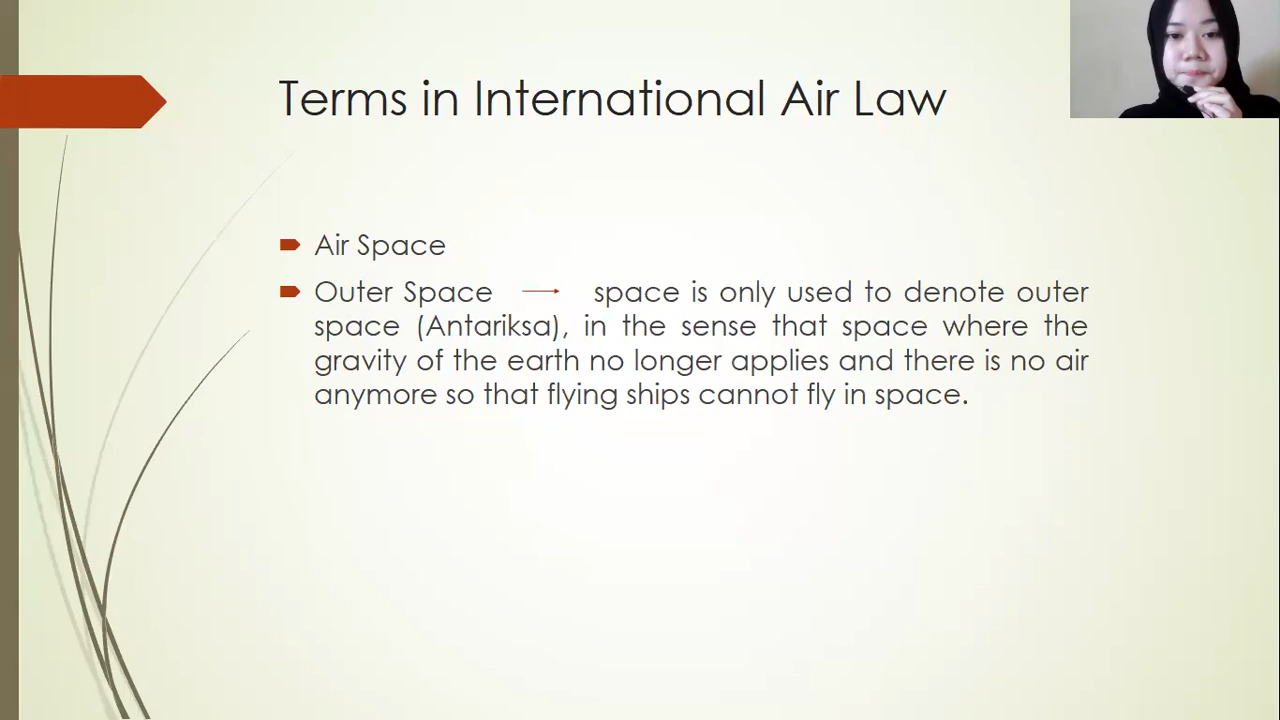 Terms in International Air Law
Air Space
Outer Space → space is only used to denote outer
space (Antariksa), in the sense that space where the
gravity of the earth no longer applies and there is no air
anymore so that flying ships cannot fly in space.